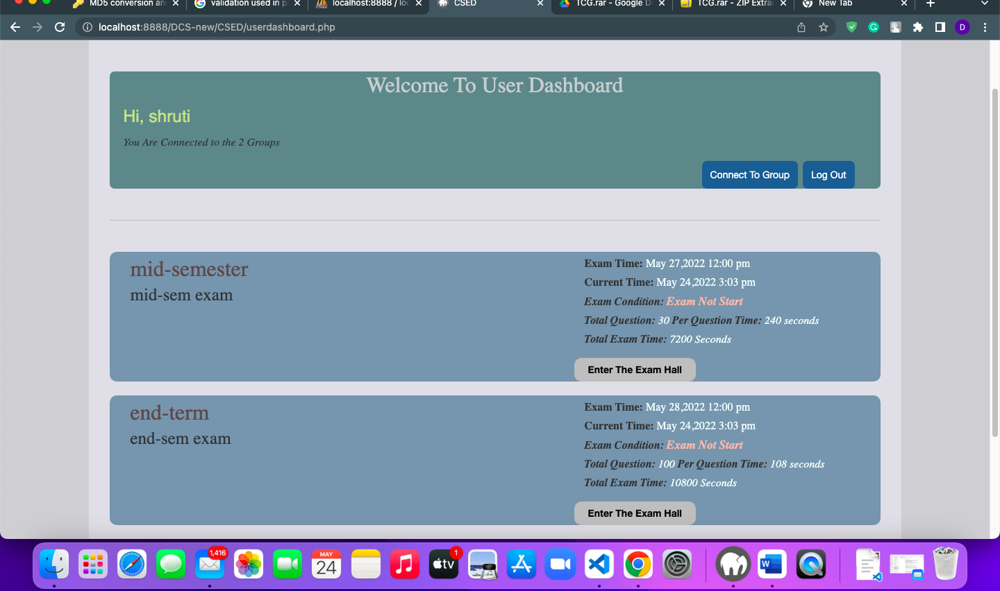 MD5 conversion an
validation used in p
localhost:8888 / loc
CSED
TCG.rar - Google D
TCG.rar - ZIP Extrac
New Tab
localhost:8888/DCS-new/CSED/userdashboard.php
D
Welcome To User Dashboard
Hi, shruti
You Are Connected to the 2 Groups
Connect To Group
Log Out
mid-semester
mid-sem exam
Exam Time: May 27,2022 12:00 pm
Current Time: May 24,2022 3:03 pm
Exam Condition: Exam Not Start
Total Question: 30 Per Question Time: 240 seconds
Total Exam Time: 7200 Seconds
Enter The Exam Hall
end-term
end-sem exam
Exam Time: May 28,2022 12:00 pm
Current Time: May 24,2022 3:03 pm
Exam Condition: Exam Not Start
Total Question: 100 Per Question Time: 108 seconds
Total Exam Time: 10800 Seconds
Enter The Exam Hall
1,416
MAY
24
tv
1
W